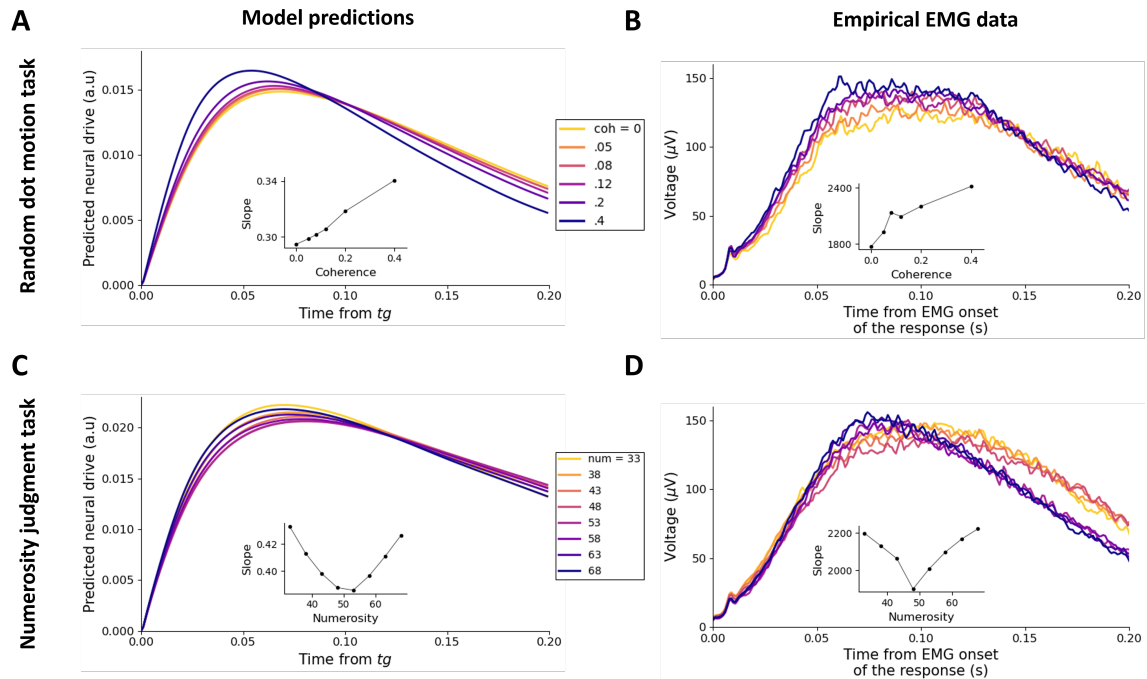 Model predictions
Empirical EMG data
A
B
Random dot motion task
Predicted neural drive (a.u)
0.015
0.010
0.005
0.000
0.00
0.05
0.10
0.15
0.20
Time from tg
Slope
0.34
0.30
0.0
0.2
0.4
Coherence
coh = 0
.05
.08
.12
.2
.4
Voltage (µV)
150
100
50
0
0.00
0.05
0.10
0.15
0.20
Time from EMG onset
of the response (s)
Slope
2400
1800
0.0
0.2
0.4
Coherence
C
D
Numerosity judgment task
Predicted neural drive (a.u)
0.020
0.015
0.010
0.005
0.000
0.00
0.05
0.10
0.15
0.20
Time from tg
Slope
0.42
0.40
40
50
60
Numerosity
num = 33
38
43
48
53
58
63
68
Voltage (µV)
150
100
50
0
0.00
0.05
0.10
0.15
0.20
Time from EMG onset
of the response (s)
Slope
2200
2000
40
50
60
Numerosity